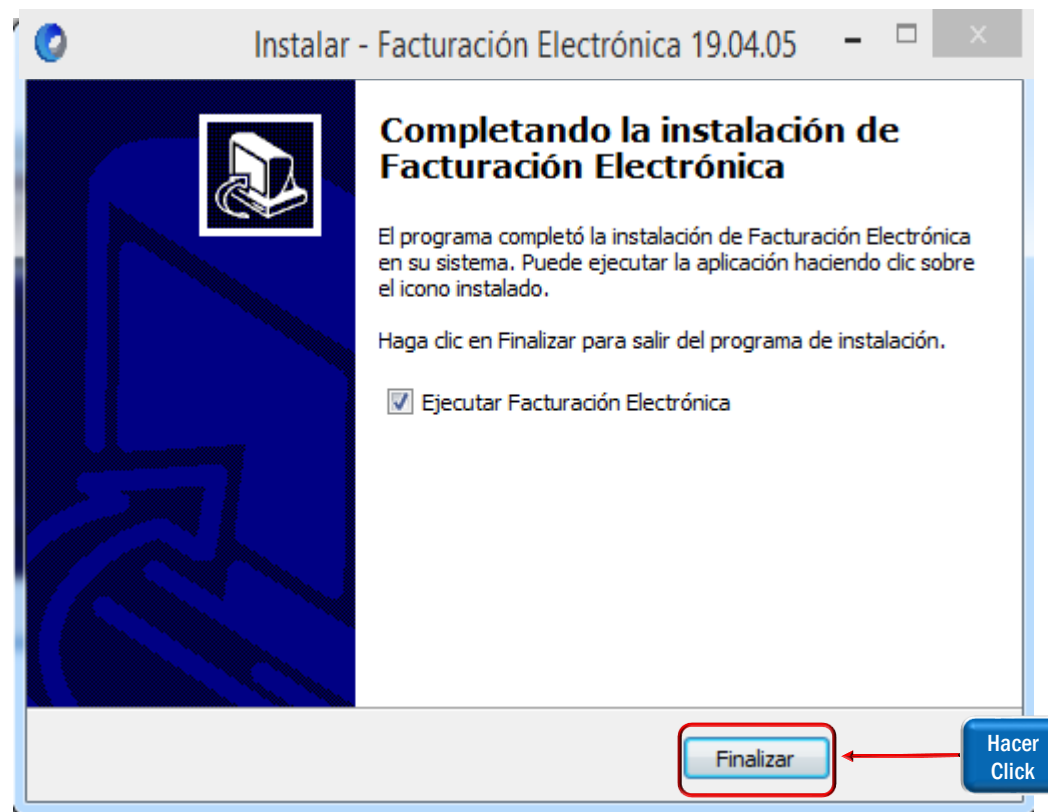 Instalar - Facturación Electrónica 19.04.05
Completando la instalación de
Facturación Electrónica
El programa completó la instalación de Facturación Electrónica
en su sistema. Puede ejecutar la aplicación haciendo clic sobre
el icono instalado.
Haga clic en Finalizar para salir del programa de instalación.
Ejecutar Facturación Electrónica
Finalizar
Hacer
Click